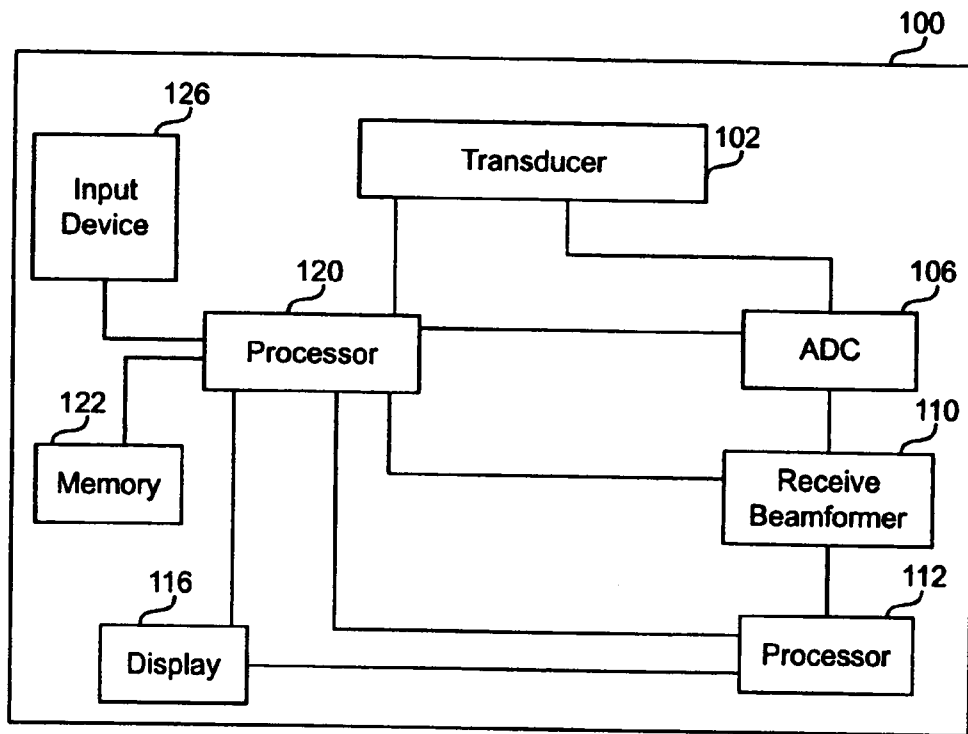 100
126
Input
Device
Transducer
102
120
Processor
106
ADC
122
Memory
110
Receive
Beamformer
116
Display
112
Processor